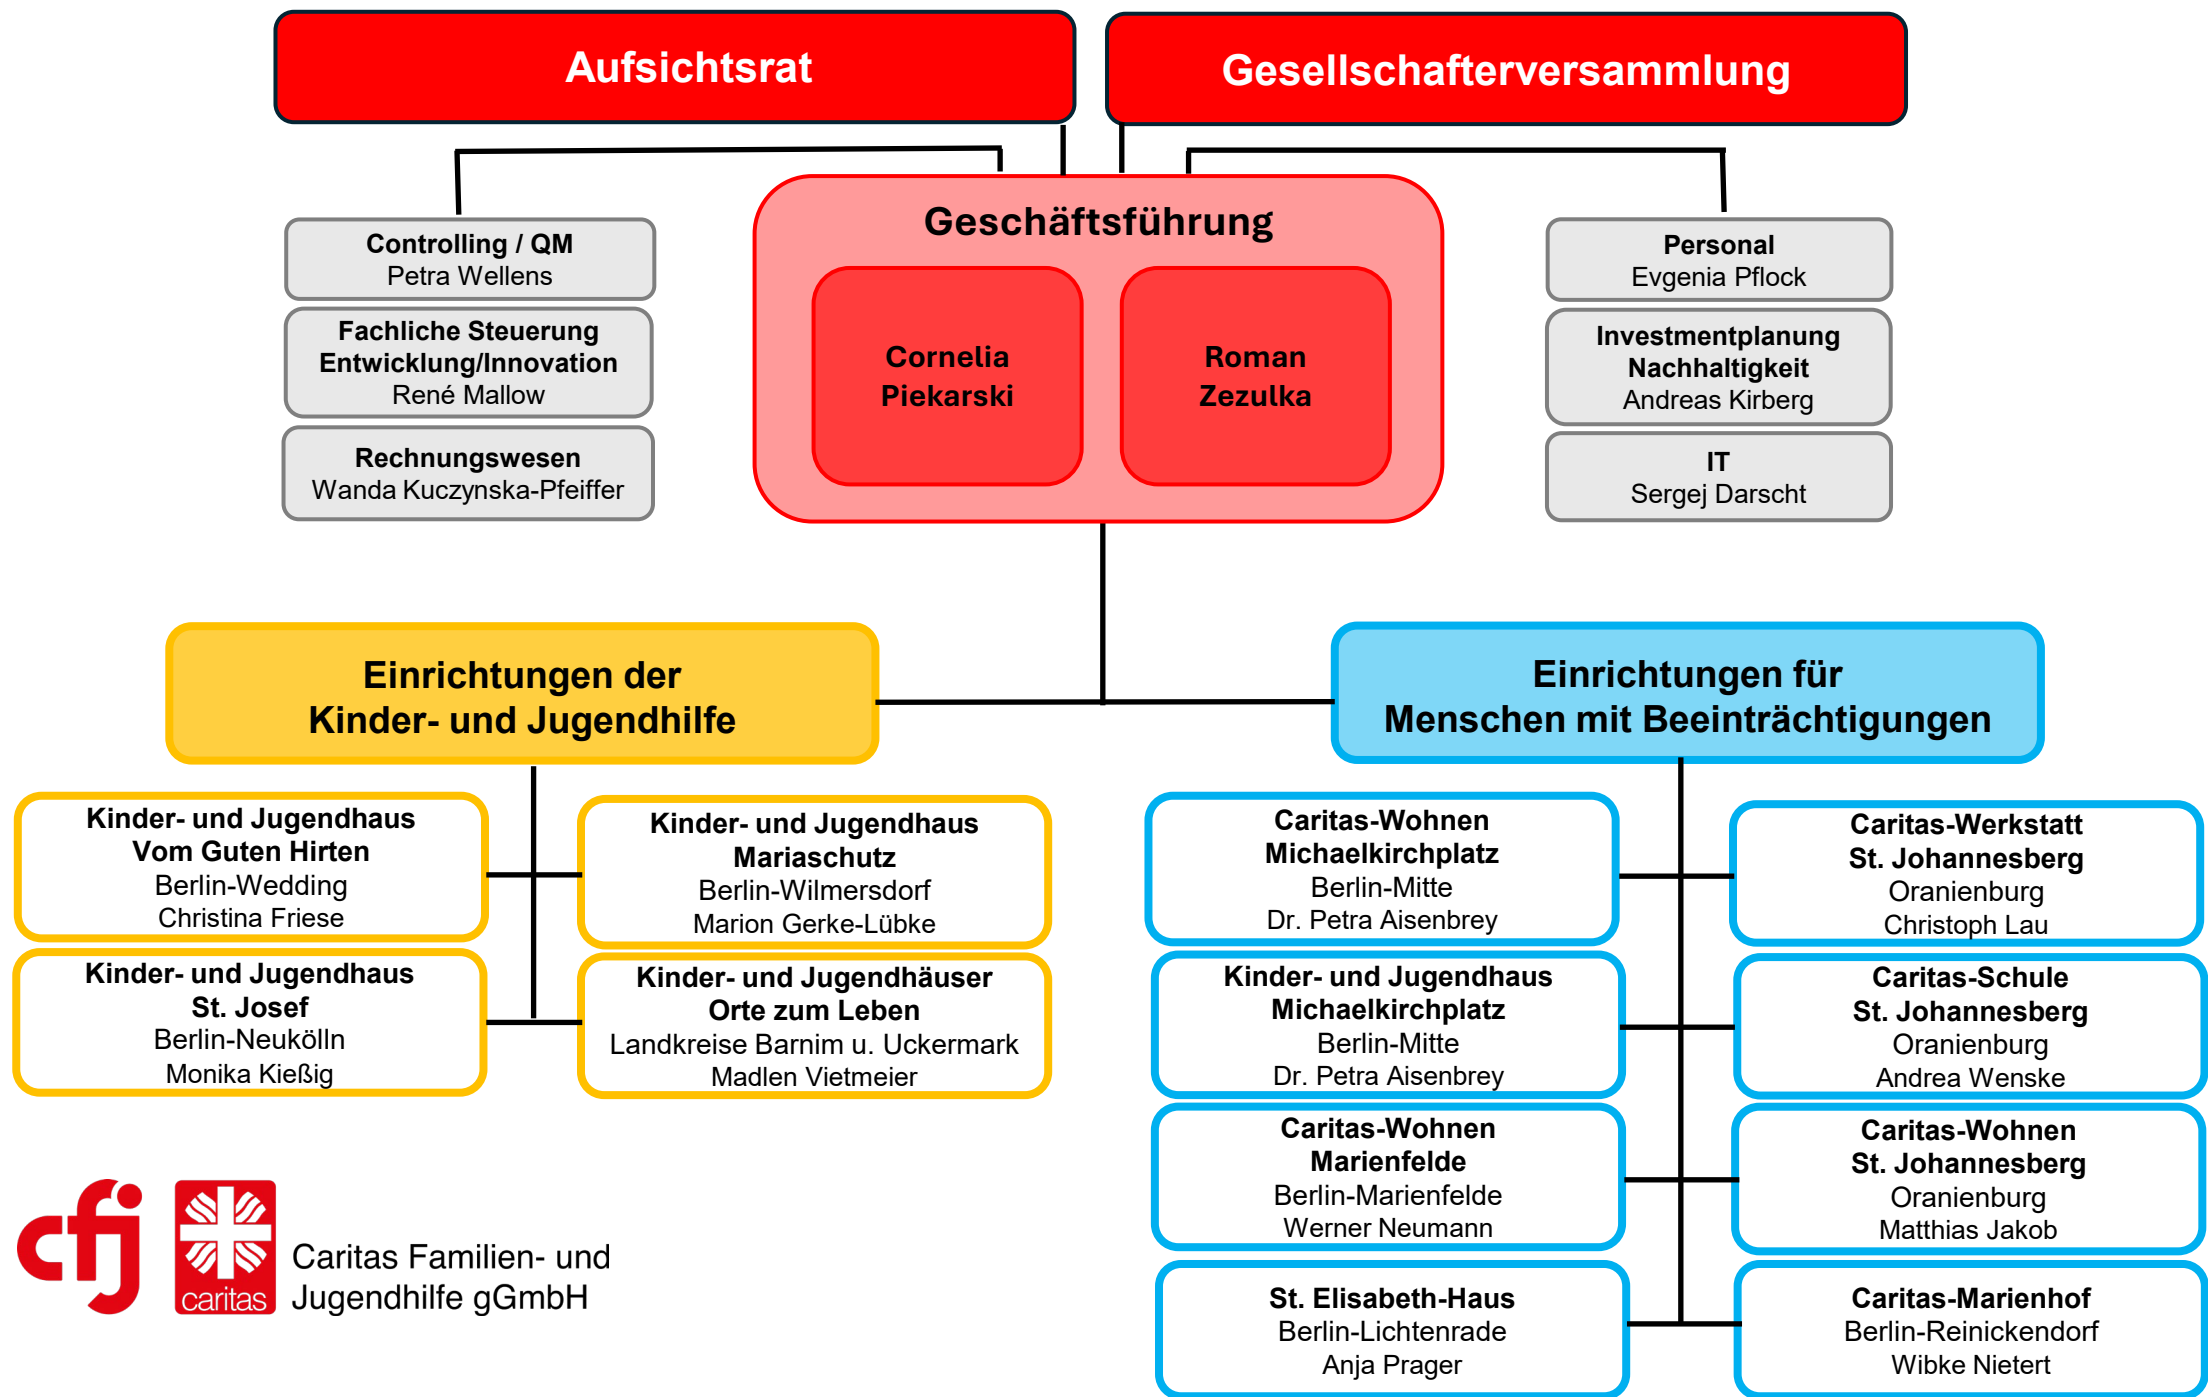 Aufsichtsrat
Gesellschafterversammlung
Geschäftsführung
Cornelia
Piekarski
Roman
Zezulka
Controlling / QM
Petra Wellens
Fachliche Steuerung
Entwicklung/Innovation
René Mallow
Rechnungswesen
Wanda Kuczynska-Pfeiffer
Personal
Evgenia Pflock
Investmentplanung
Nachhaltigkeit
Andreas Kirberg
IT
Sergej Darscht
Einrichtungen der
Kinder- und Jugendhilfe
Kinder- und Jugendhaus
Vom Guten Hirten
Berlin-Wedding
Christina Friese
Kinder- und Jugendhaus
Mariaschutz
Berlin-Wilmersdorf
Marion Gerke-Lübke
Kinder- und Jugendhaus
St. Josef
Berlin-Neukölln
Monika Kießig
Kinder- und Jugendhäuser
Orte zum Leben
Landkreise Barnim u. Uckermark
Madlen Vietmeier
Einrichtungen für
Menschen mit Beeinträchtigungen
Caritas-Wohnen
Michaelkirchplatz
Berlin-Mitte
Dr. Petra Aisenbrey
Caritas-Werkstatt
St. Johannesberg
Oranienburg
Christoph Lau
Kinder- und Jugendhaus
Michaelkirchplatz
Berlin-Mitte
Dr. Petra Aisenbrey
Caritas-Schule
St. Johannesberg
Oranienburg
Andrea Wenske
Caritas-Wohnen
Marienfelde
Berlin-Marienfelde
Werner Neumann
Caritas-Wohnen
St. Johannesberg
Oranienburg
Matthias Jakob
St. Elisabeth-Haus
Berlin-Lichtenrade
Anja Prager
Caritas-Marienhof
Berlin-Reinickendorf
Wibke Nietert
cfj
caritas
Caritas Familien- und
Jugendhilfe gGmbH